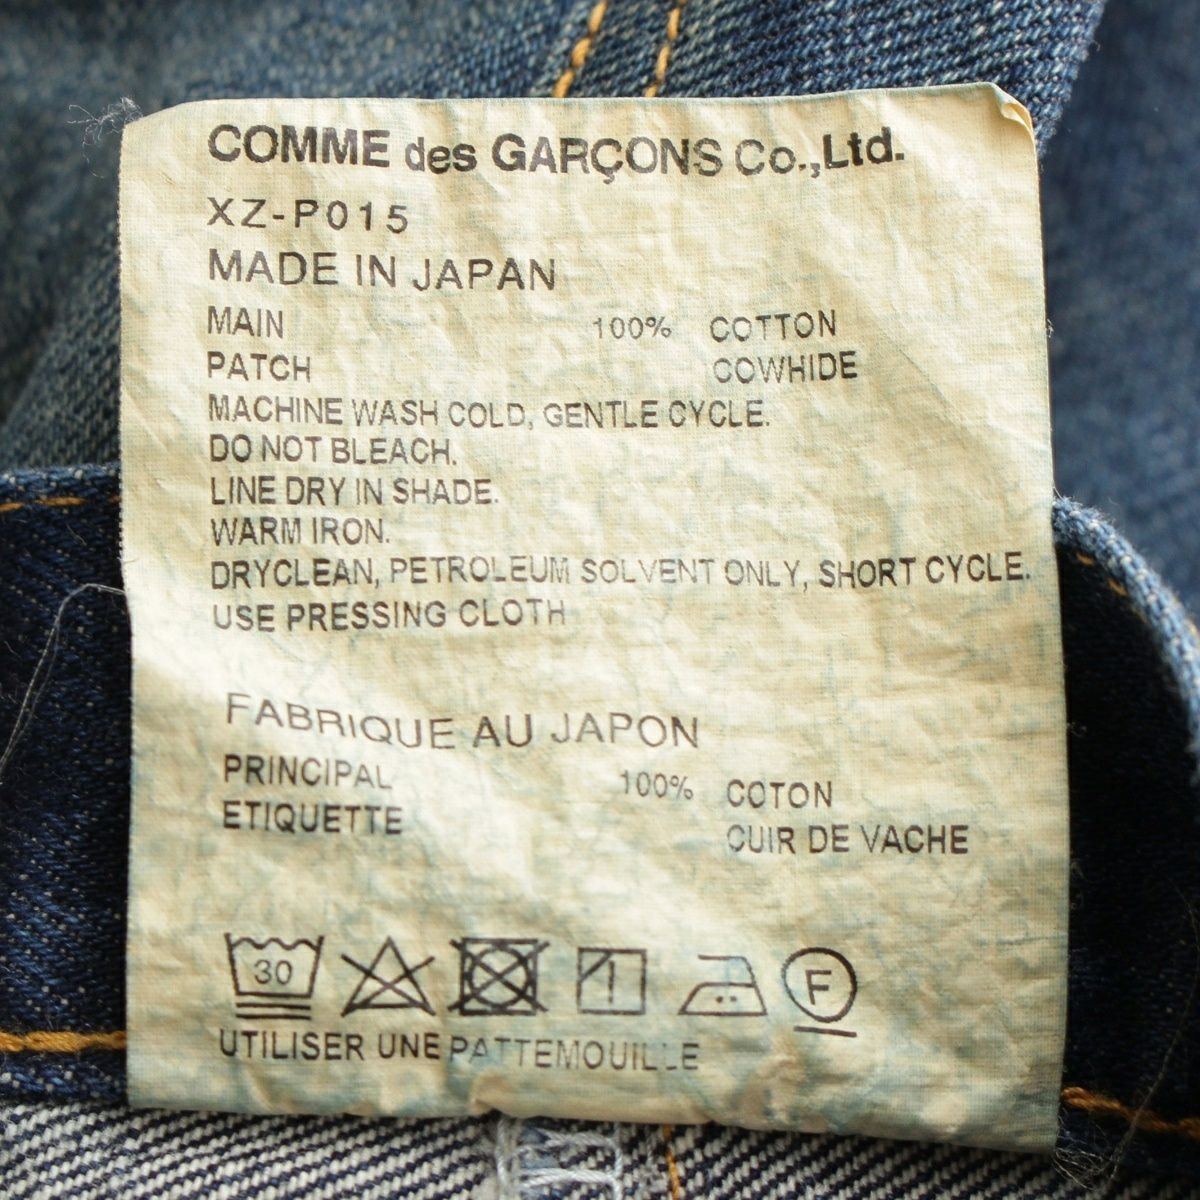 COMME des GARÇONS Co.,Ltd.
XZ-P015
MADE IN JAPAN
MAIN 100% COTTON
PATCH COWHIDE
MACHINE WASH COLD, GENTLE CYCLE.
DO NOT BLEACH.
LINE DRY IN SHADE.
WARM IRON.
DRYCLEAN, PETROLEUM SOLVENT ONLY, SHORT CYCLE.
USE PRESSING CLOTH
FABRIQUE AU JAPON
PRINCIPAL 100% COTON
ETIQUETTE CUIR DE VACHE
30 F
UTILISER UNE PATTEMOUILLE